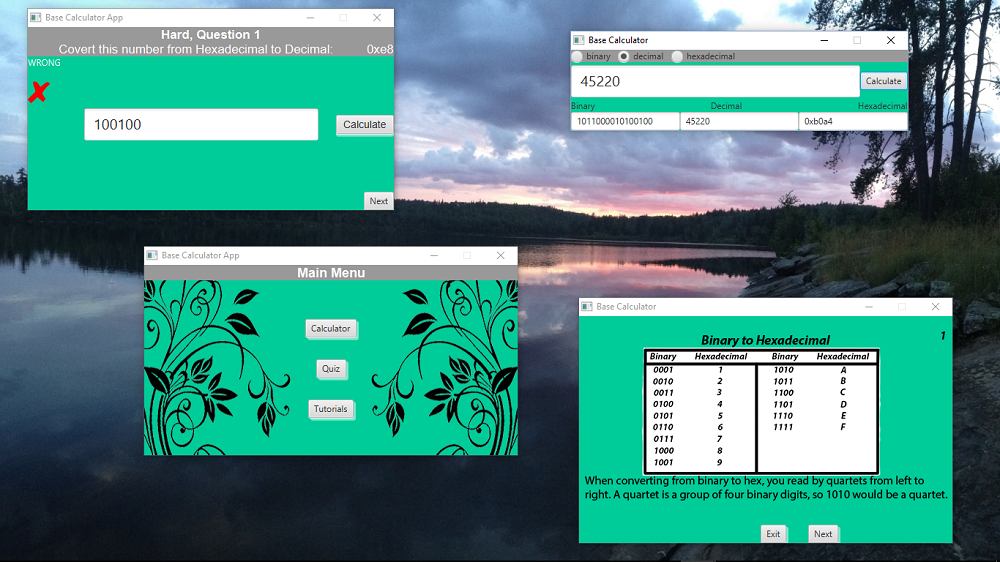 Base Calculator App
Hard, Question 1
Covert this number from Hexadecimal to Decimal: 0xe8
WRONG
100100
Calculate
Next
Base Calculator
binary decimal hexadecimal
45220
Calculate
Binary Decimal Hexadecimal
1011000010100100 45220 0xb0a4
Base Calculator App
Main Menu
Calculator
Quiz
Tutorials
Base Calculator
1
Binary to Hexadecimal
Binary Hexadecimal Binary Hexadecimal
0001 1 1010 A
0010 2 1011 B
0011 3 1100 C
0100 4 1101 D
0101 5 1110 E
0110 6 1111 F
0111 7
1000 8
1001 9
When converting from binary to hex, you read by quartets from left to
right. A quartet is a group of four binary digits, so 1010 would be a quartet.
Exit Next